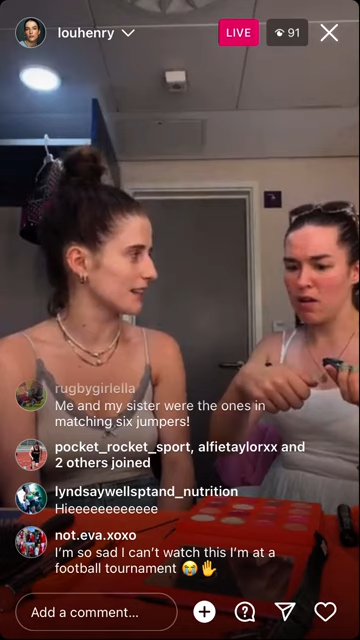 louhenry
LIVE
91
rugbygirlella
Me and my sister were the ones in
matching six jumpers!
pocket_rocket_sport, alfietaylorxx and
2 others joined
lyndsaywellsptand_nutrition
Hieeeeeeeeeeee
not.eva.xoxo
I'm so sad I can't watch this I'm at a
football tournament 😭✋
Add a comment...